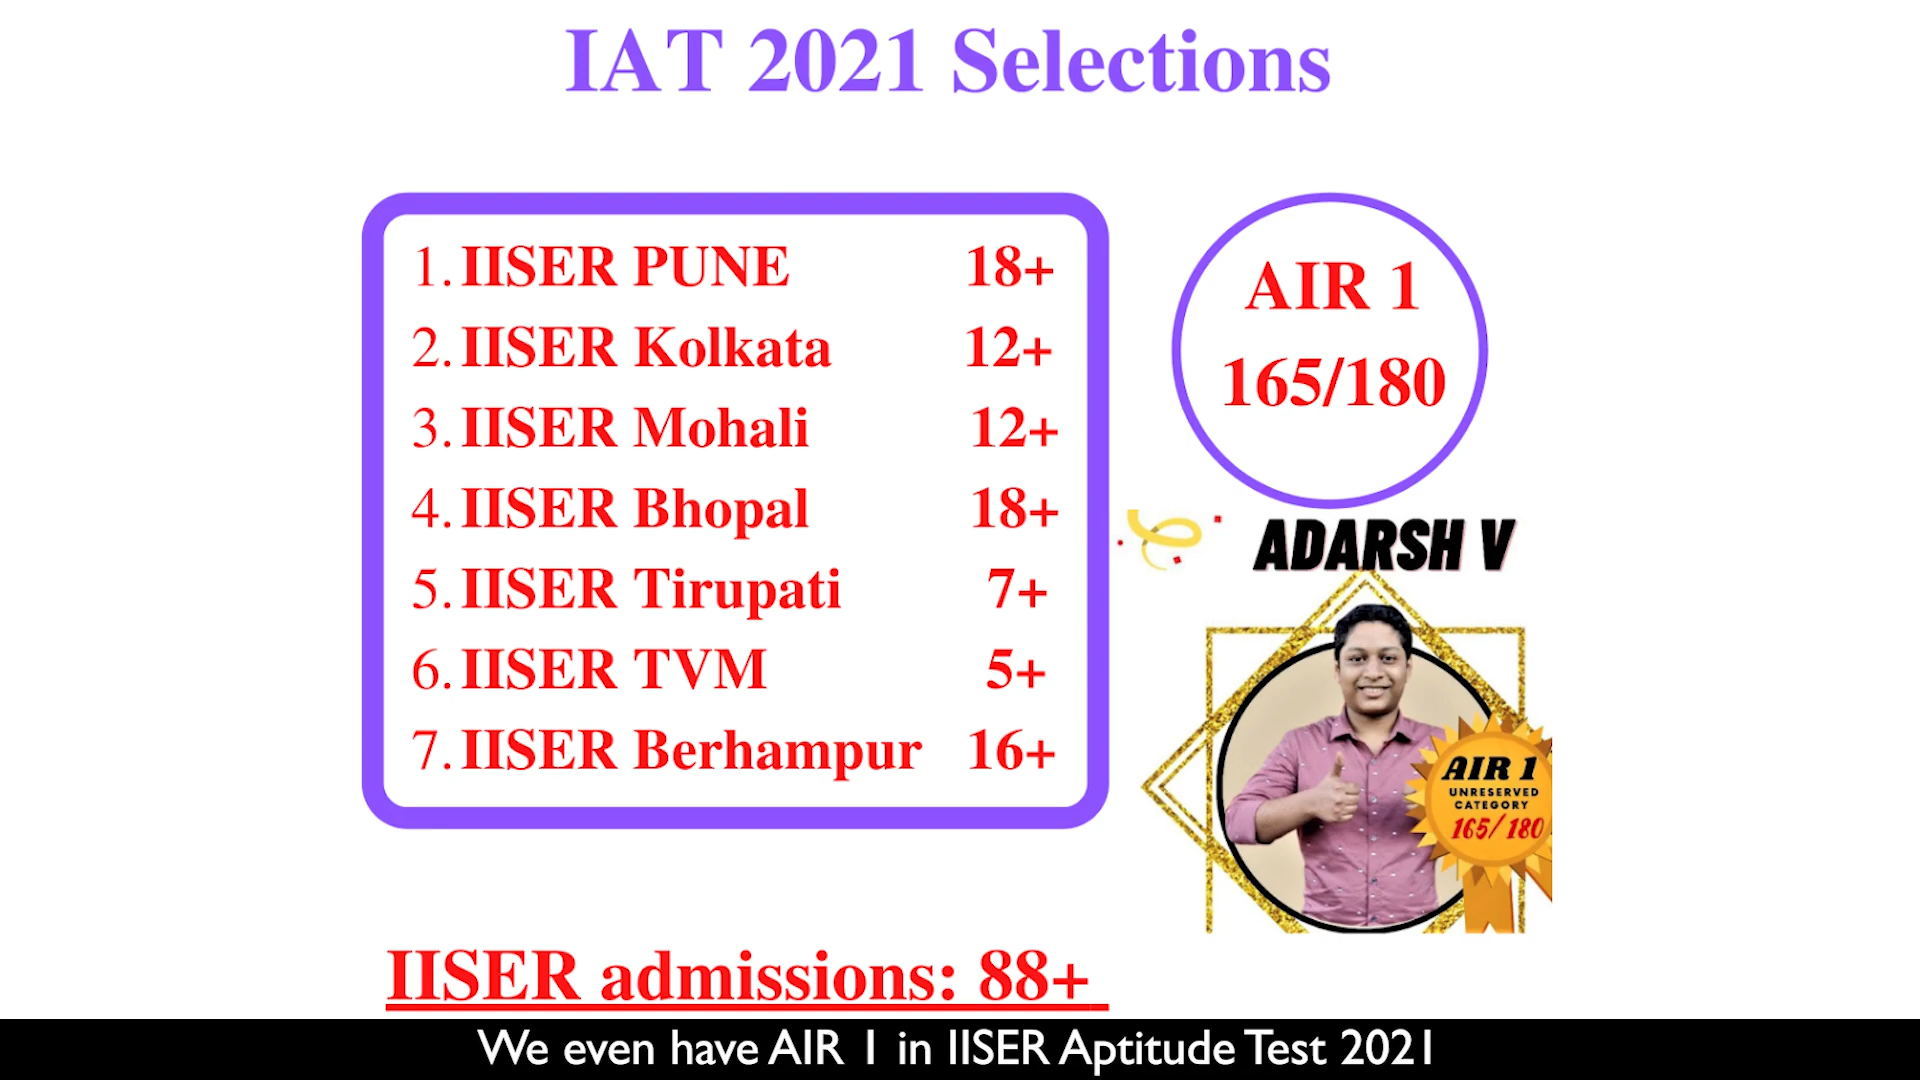 IAT 2021 Selections
1. IISER PUNE 18+
2. IISER Kolkata 12+
3. IISER Mohali 12+
4. IISER Bhopal 18+
5. IISER Tirupati 7+
6. IISER TVM 5+
7. IISER Berhampur 16+
AIR 1
165/180
ADARSH V
AIR 1
UNRESERVED
CATEGORY
165/180
IISER admissions: 88+
We even have AIR 1 in IISER Aptitude Test 2021